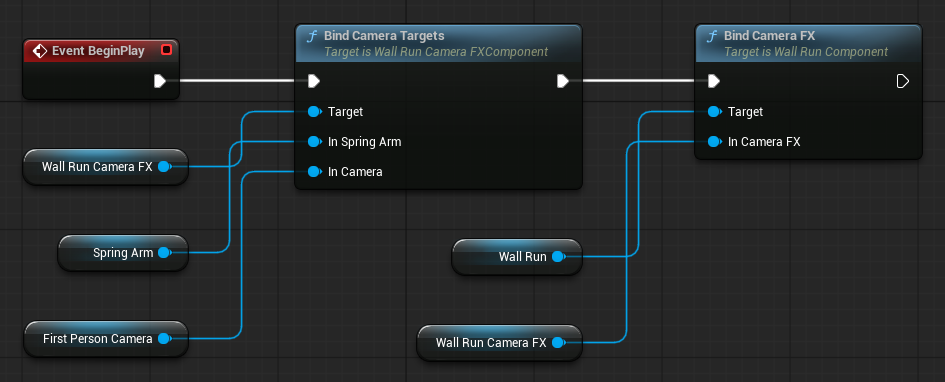 Event BeginPlay
Bind Camera Targets
Target is Wall Run Camera FXComponent
Target
In Spring Arm
In Camera
Wall Run Camera FX
Spring Arm
First Person Camera
Bind Camera FX
Target is Wall Run Component
Target
In Camera FX
Wall Run
Wall Run Camera FX